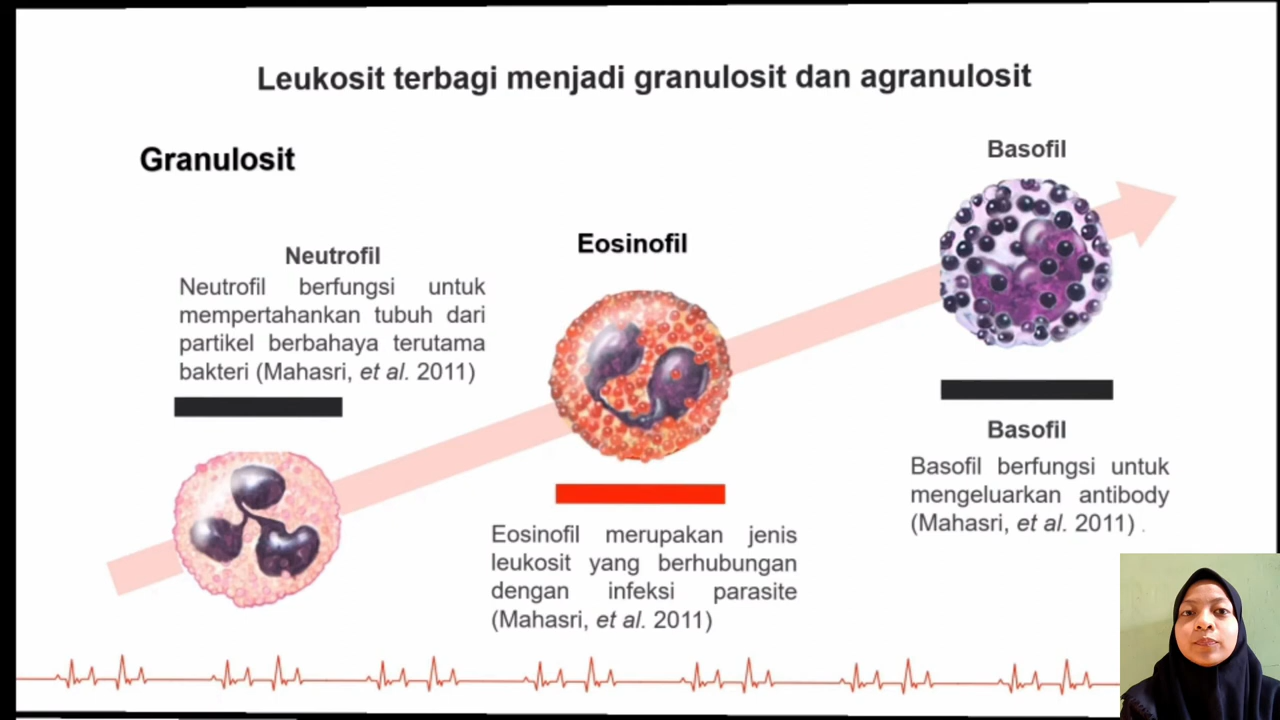 Leukosit terbagi menjadi granulosit dan agranulosit
Granulosit
Neutrofil
Neutrofil berfungsi untuk
mempertahankan tubuh dari
partikel berbahaya terutama
bakteri (Mahasri, et al. 2011)
Eosinofil
Eosinofil merupakan jenis
leukosit yang berhubungan
dengan infeksi parasite
(Mahasri, et al. 2011)
Basofil
Basofil
Basofil berfungsi untuk
mengeluarkan antibody
(Mahasri, et al. 2011) .